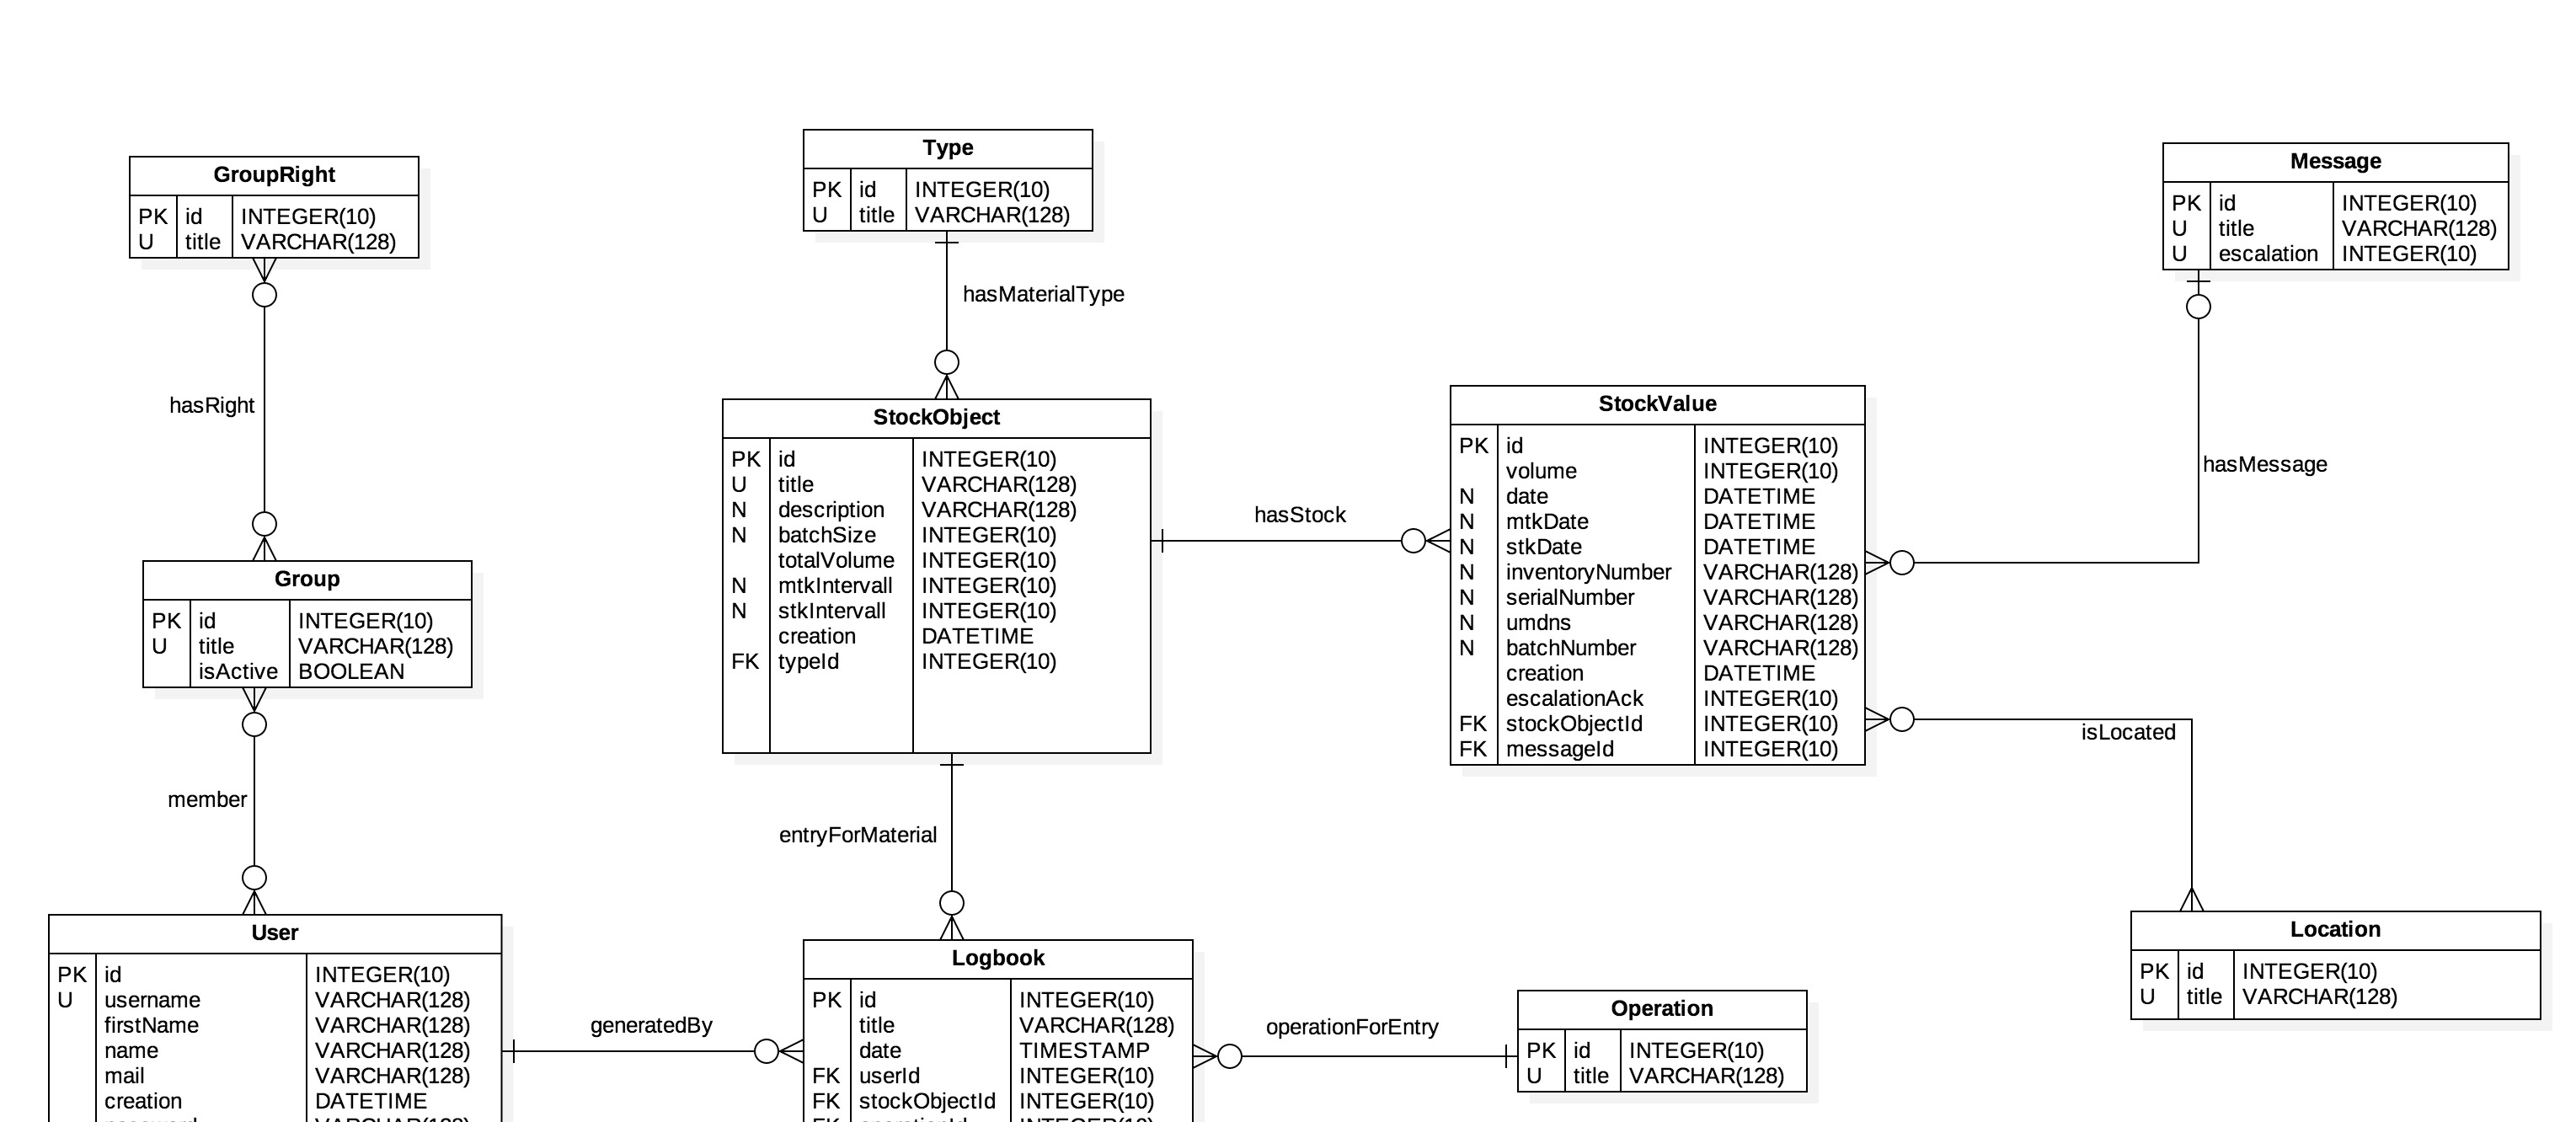 GroupRight
PK id INTEGER(10)
U title VARCHAR(128)
hasRight
Group
PK id INTEGER(10)
U title VARCHAR(128)
isActive BOOLEAN
member
User
PK id INTEGER(10)
U username VARCHAR(128)
firstName VARCHAR(128)
name VARCHAR(128)
mail VARCHAR(128)
creation DATETIME
Type
PK id INTEGER(10)
U title VARCHAR(128)
hasMaterialType
StockObject
PK id INTEGER(10)
U title VARCHAR(128)
N description VARCHAR(128)
N batchSize INTEGER(10)
totalVolume INTEGER(10)
N mtkIntervall INTEGER(10)
N stkIntervall INTEGER(10)
creation DATETIME
FK typeId INTEGER(10)
entryForMaterial
generatedBy
Logbook
PK id INTEGER(10)
title VARCHAR(128)
date TIMESTAMP
FK userId INTEGER(10)
FK stockObjectId INTEGER(10)
hasStock
StockValue
PK id INTEGER(10)
volume INTEGER(10)
N date DATETIME
N mtkDate DATETIME
N stkDate DATETIME
N inventoryNumber VARCHAR(128)
N serialNumber VARCHAR(128)
N umdns VARCHAR(128)
N batchNumber VARCHAR(128)
creation DATETIME
escalationAck INTEGER(10)
FK stockObjectId INTEGER(10)
FK messageId INTEGER(10)
operationForEntry
Operation
PK id INTEGER(10)
U title VARCHAR(128)
Message
PK id INTEGER(10)
U title VARCHAR(128)
U escalation INTEGER(10)
hasMessage
isLocated
Location
PK id INTEGER(10)
U title VARCHAR(128)